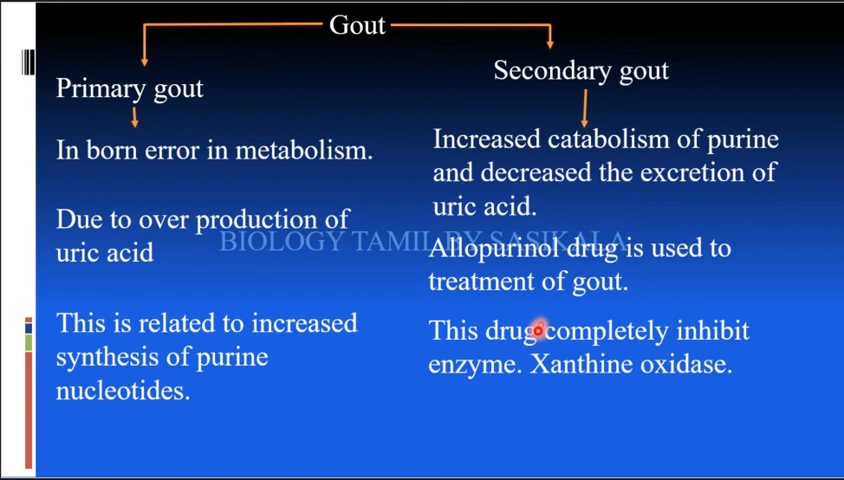 Gout
Primary gout
In born error in metabolism.
Due to over production of
uric acid
This is related to increased
synthesis of purine
nucleotides.
Secondary gout
Increased catabolism of purine
and decreased the excretion of
uric acid.
BIOLOGY TAMIL BY SASIKALA
Allopurinol drug is used to
treatment of gout.
This drug completely inhibit
enzyme. Xanthine oxidase.